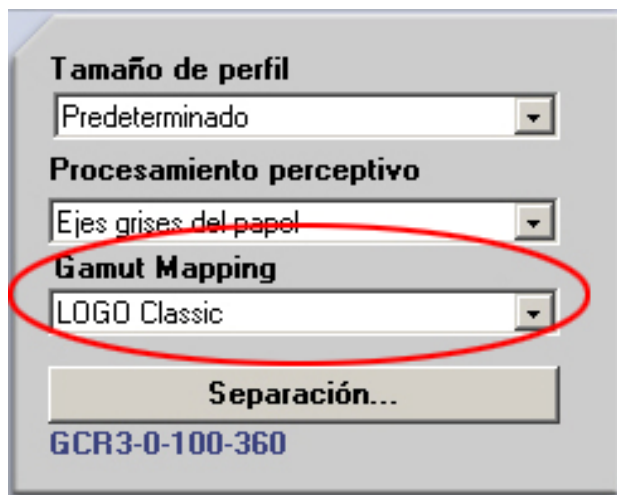 Tamaño de perfil
Predeterminado
Procesamiento perceptivo
Ejes grises del papel
Gamut Mapping
LOGO Classic
Separación...
GCR3-0-100-360